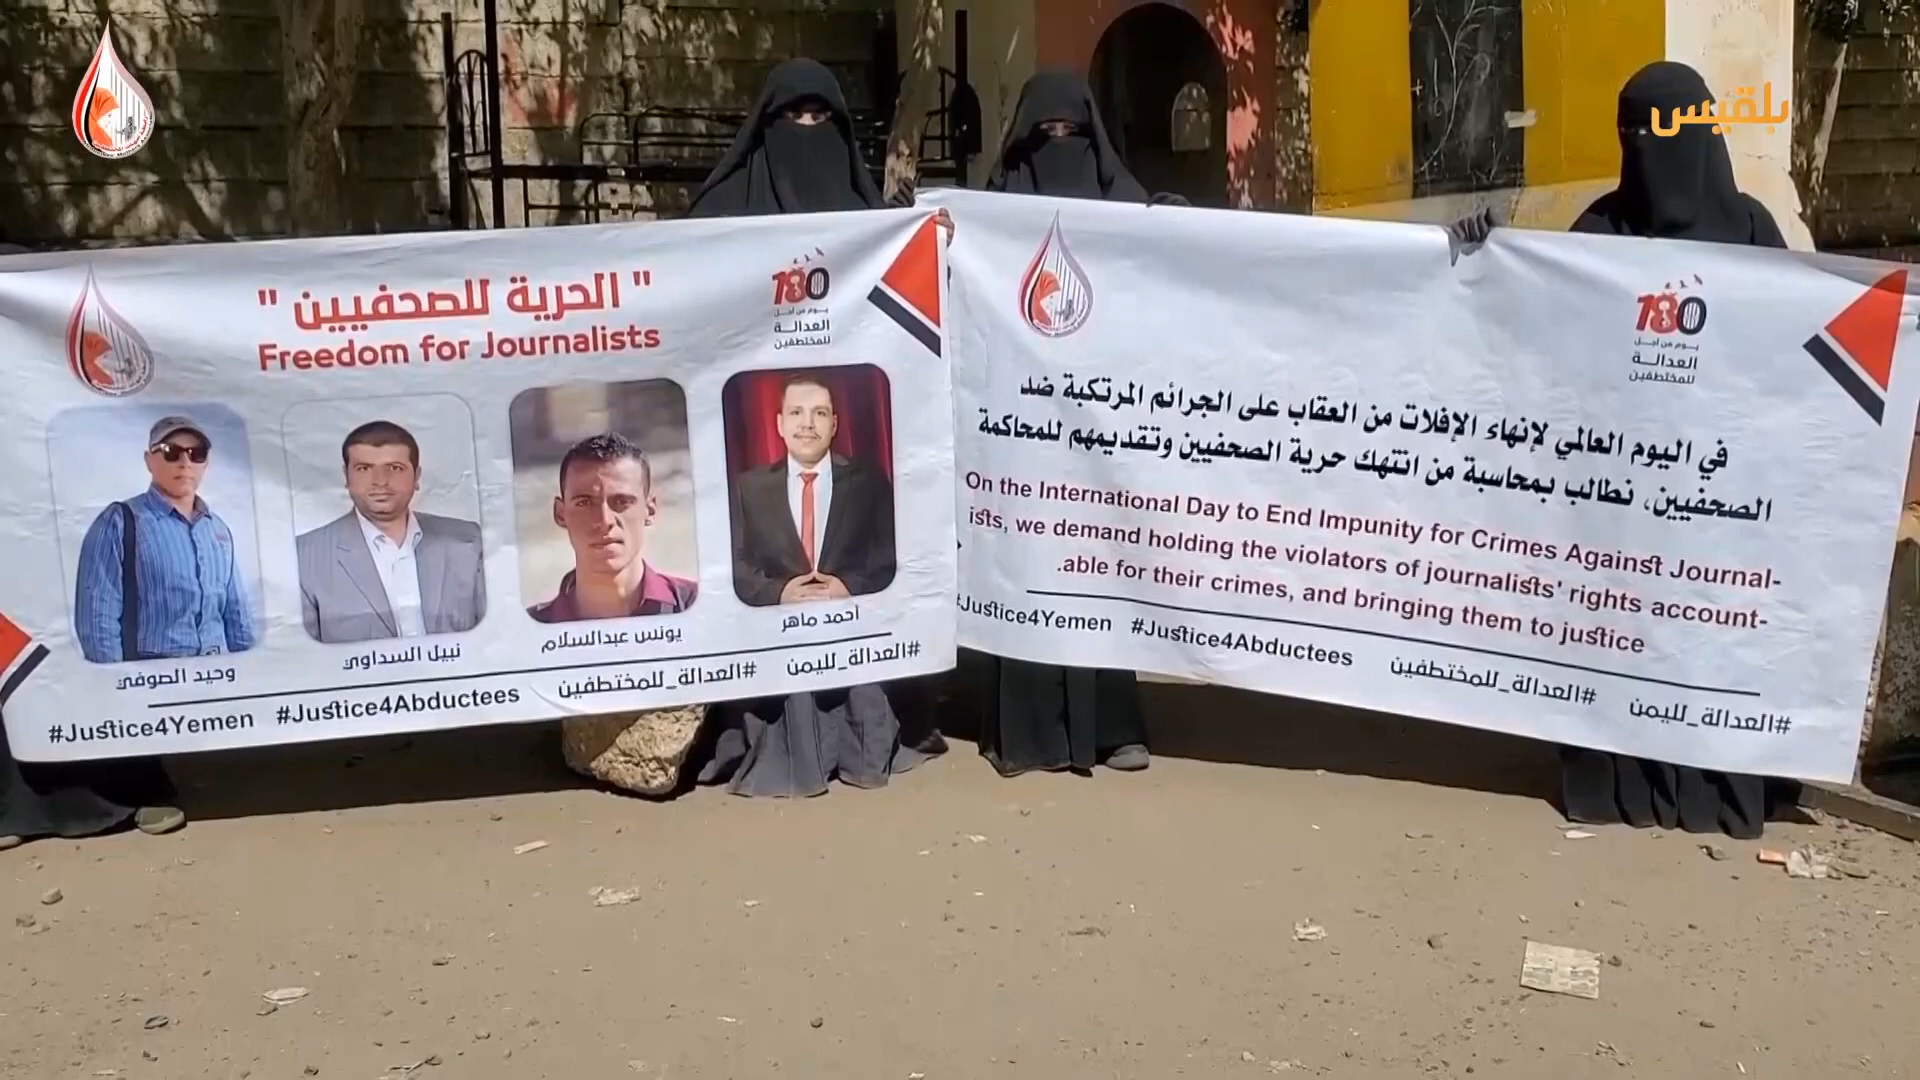 بلقيس
" الحرية للصحفيين "
Freedom for Journalists
180
يوم من أجل
العدالة
للمختطفين
وحيد الصوفي
نبيل السداوي
يونس عبدالسلام
أحمد ماهر
#Justice4Yemen #Justice4Abductees #العدالة_للمختطفين #العدالة_لليمن
180
يوم من أجل
العدالة
للمختطفين
في اليوم العالمي لإنهاء الإفلات من العقاب على الجرائم المرتكبة ضد
الصحفيين، نطالب بمحاسبة من انتهك حرية الصحفيين وتقديمهم للمحاكمة
On the International Day to End Impunity for Crimes Against Journal-
ists, we demand holding the violators of journalists' rights account-
.able for their crimes, and bringing them to justice
#Justice4Yemen #Justice4Abductees #العدالة_للمختطفين #العدالة_لليمن